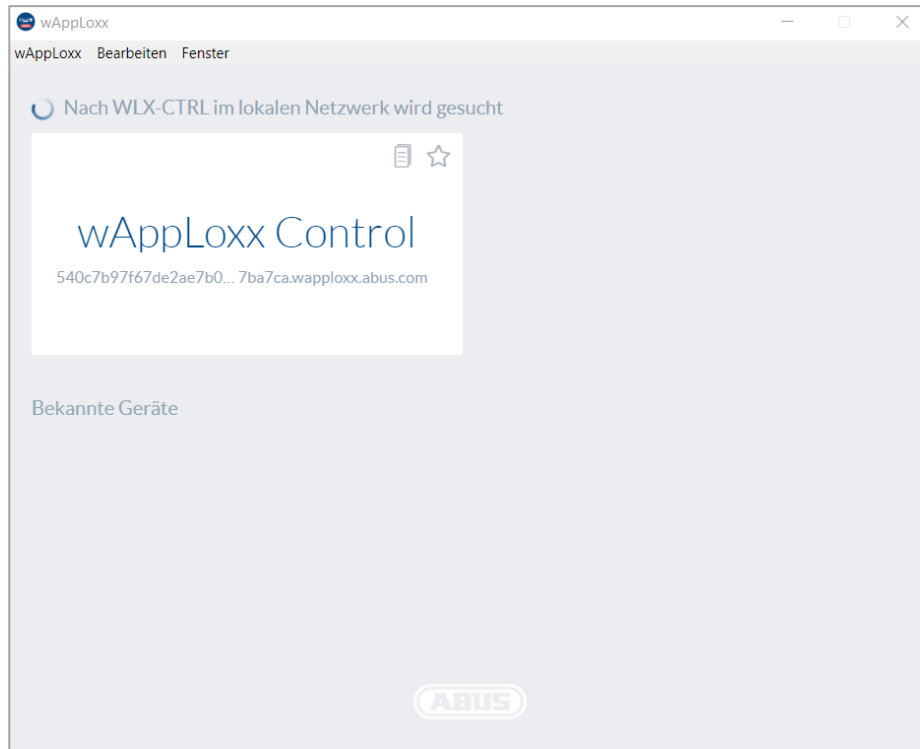 wAppLoxx
wAppLoxx Bearbeiten Fenster
Nach WLX-CTRL im lokalen Netzwerk wird gesucht
wAppLoxx Control
540c7b97f67de2ae7b0... 7ba7ca.wapploxx.abus.com
Bekannte Geräte
ABUS